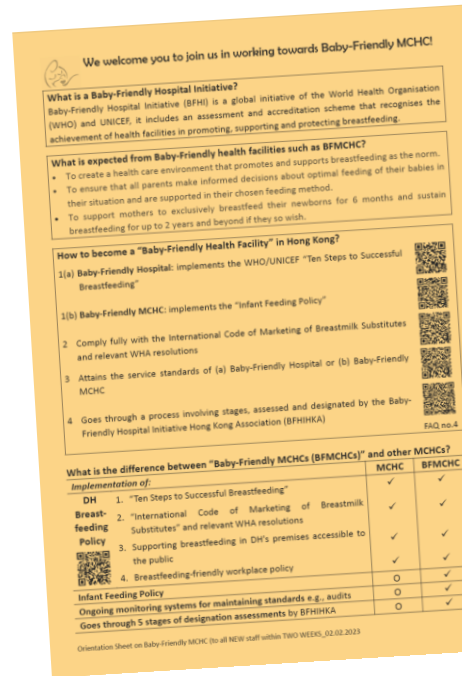 We welcome you to join us in working towards Baby-Friendly MCHC!
What is a Baby-Friendly Hospital Initiative?
Baby-Friendly Hospital Initiative (BFHI) is a global initiative of the World Health Organisation
(WHO) and UNICEF, it includes an assessment and accreditation scheme that recognises the
achievement of health facilities in promoting, supporting and protecting breastfeeding.
What is expected from Baby-Friendly health facilities such as BFMCHC?
• To create a health care environment that promotes and supports breastfeeding as the norm.
• To ensure that all parents make informed decisions about optimal feeding of their babies in
their situation and are supported in their chosen feeding method.
• To support mothers to exclusively breastfeed their newborns for 6 months and sustain
breastfeeding for up to 2 years and beyond if they so wish.
How to become a "Baby-Friendly Health Facility" in Hong Kong?
1(a) Baby-Friendly Hospital: implements the WHO/UNICEF "Ten Steps to Successful
Breastfeeding"
1(b) Baby-Friendly MCHC: implements the "Infant Feeding Policy"
2 Comply fully with the International Code of Marketing of Breastmilk Substitutes
and relevant WHA resolutions
3 Attains the service standards of (a) Baby-Friendly Hospital or (b) Baby-Friendly
MCHC
4 Goes through a process involving stages, assessed and designated by the Baby-
Friendly Hospital Initiative Hong Kong Association (BFHIHKA)
FAQ no.4
What is the difference between "Baby-Friendly MCHCs (BFMCHCs)" and other MCHCs?
Implementation of: MCHC BFMCHC
DH Breast-feeding Policy
1. "Ten Steps to Successful Breastfeeding" ✓ ✓
2. "International Code of Marketing of Breastmilk
Substitutes" and relevant WHA resolutions ✓ ✓
3. Supporting breastfeeding in DH's premises accessible to
the public ✓ ✓
4. Breastfeeding-friendly workplace policy ✓ ✓
Infant Feeding Policy O ✓
Ongoing monitoring systems for maintaining standards e.g., audits O ✓
Goes through 5 stages of designation assessments by BFHIHKA O ✓
Orientation Sheet on Baby-Friendly MCHC (to all NEW staff within TWO WEEKS_02.02.2023